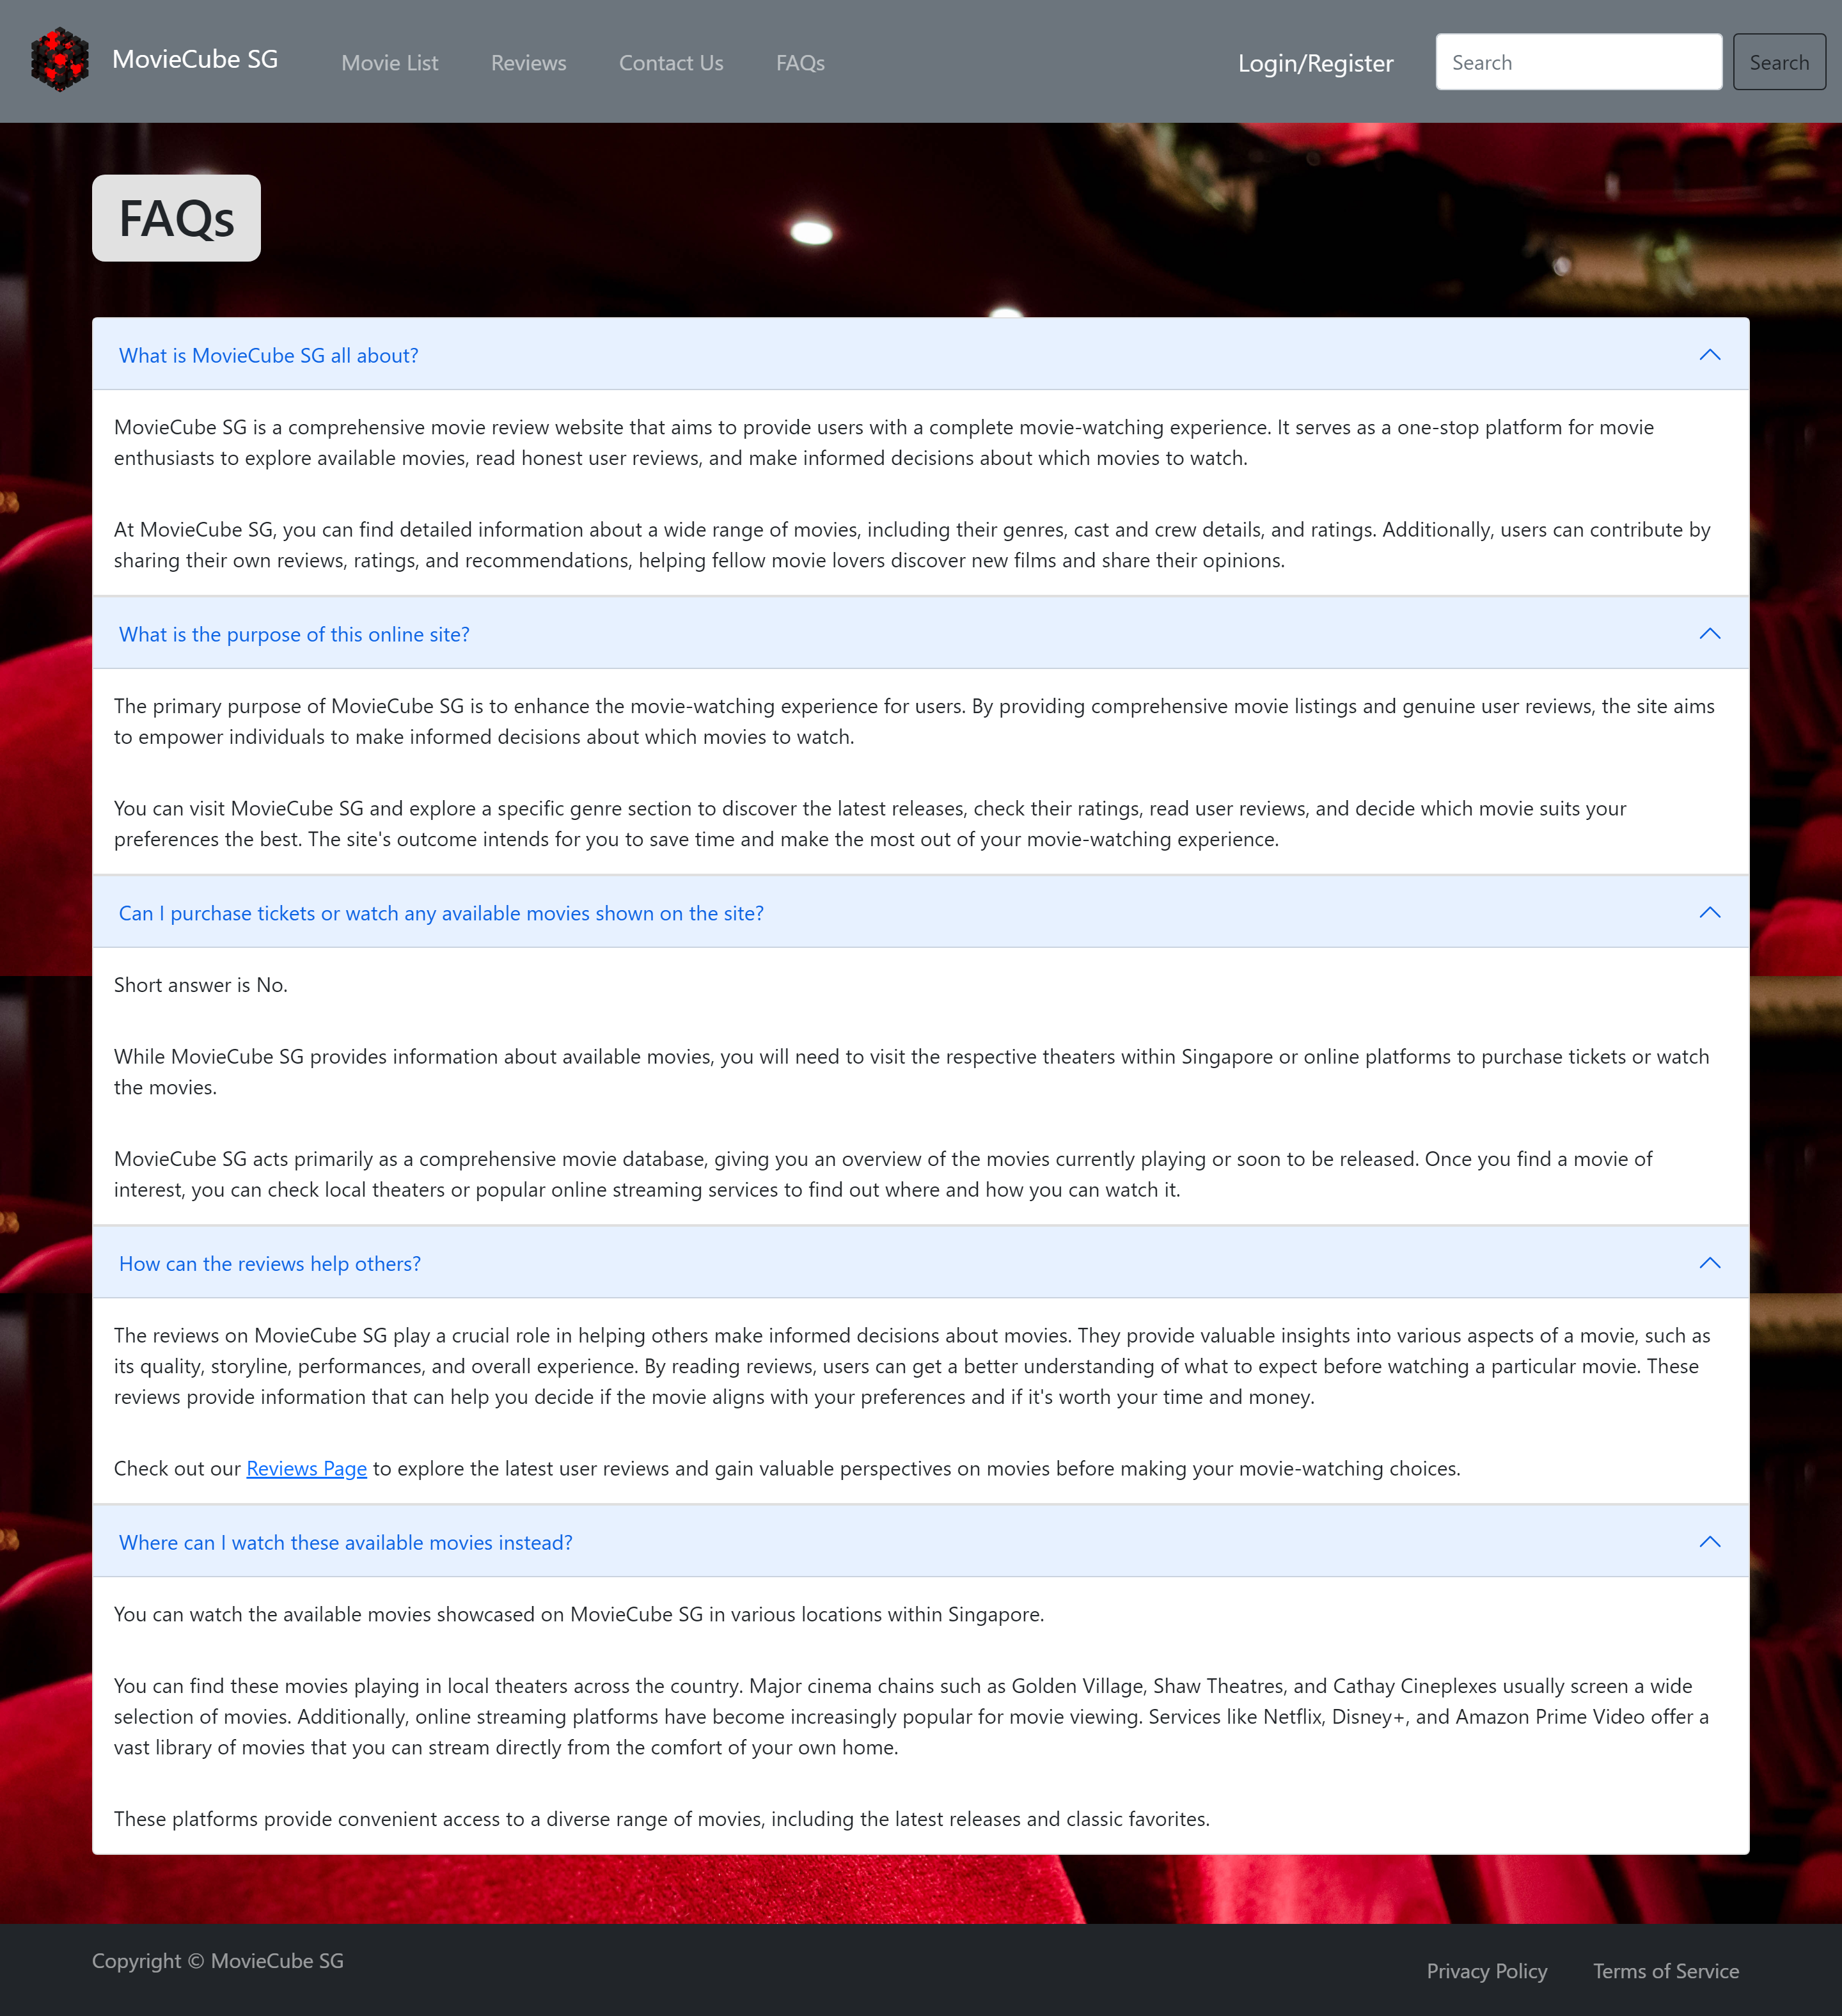 MovieCube SG
Movie List
Reviews
Contact Us
FAQs
Login/Register
Search
Search
FAQs
What is MovieCube SG all about?
MovieCube SG is a comprehensive movie review website that aims to provide users with a complete movie-watching experience. It serves as a one-stop platform for movie
enthusiasts to explore available movies, read honest user reviews, and make informed decisions about which movies to watch.
At MovieCube SG, you can find detailed information about a wide range of movies, including their genres, cast and crew details, and ratings. Additionally, users can contribute by
sharing their own reviews, ratings, and recommendations, helping fellow movie lovers discover new films and share their opinions.
What is the purpose of this online site?
The primary purpose of MovieCube SG is to enhance the movie-watching experience for users. By providing comprehensive movie listings and genuine user reviews, the site aims
to empower individuals to make informed decisions about which movies to watch.
You can visit MovieCube SG and explore a specific genre section to discover the latest releases, check their ratings, read user reviews, and decide which movie suits your
preferences the best. The site's outcome intends for you to save time and make the most out of your movie-watching experience.
Can I purchase tickets or watch any available movies shown on the site?
Short answer is No.
While MovieCube SG provides information about available movies, you will need to visit the respective theaters within Singapore or online platforms to purchase tickets or watch
the movies.
MovieCube SG acts primarily as a comprehensive movie database, giving you an overview of the movies currently playing or soon to be released. Once you find a movie of
interest, you can check local theaters or popular online streaming services to find out where and how you can watch it.
How can the reviews help others?
The reviews on MovieCube SG play a crucial role in helping others make informed decisions about movies. They provide valuable insights into various aspects of a movie, such as
its quality, storyline, performances, and overall experience. By reading reviews, users can get a better understanding of what to expect before watching a particular movie. These
reviews provide information that can help you decide if the movie aligns with your preferences and if it's worth your time and money.
Check out our Reviews Page to explore the latest user reviews and gain valuable perspectives on movies before making your movie-watching choices.
Where can I watch these available movies instead?
You can watch the available movies showcased on MovieCube SG in various locations within Singapore.
You can find these movies playing in local theaters across the country. Major cinema chains such as Golden Village, Shaw Theatres, and Cathay Cineplexes usually screen a wide
selection of movies. Additionally, online streaming platforms have become increasingly popular for movie viewing. Services like Netflix, Disney+, and Amazon Prime Video offer a
vast library of movies that you can stream directly from the comfort of your own home.
These platforms provide convenient access to a diverse range of movies, including the latest releases and classic favorites.
Copyright © MovieCube SG
Privacy Policy
Terms of Service